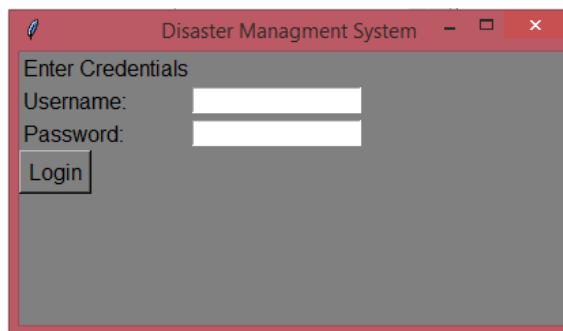 Disaster Managment System
Enter Credentials
Username:
Password:
Login